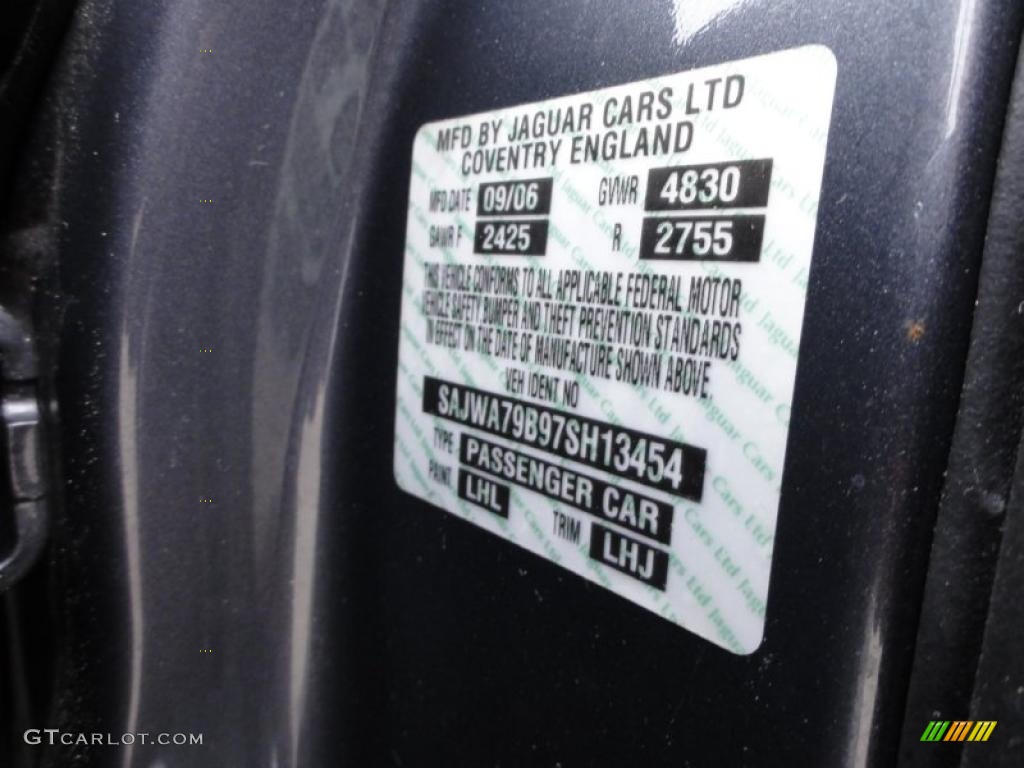 MFD BY JAGUAR CARS LTD
COVENTRY ENGLAND
MFD DATE 09/06 GVWR 4830
GAWR F 2425 R 2755
THIS VEHICLE CONFORMS TO ALL APPLICABLE FEDERAL MOTOR
VEHICLE SAFETY BUMPER AND THEFT PREVENTION STANDARDS
IN EFFECT ON THE DATE OF MANUFACTURE SHOWN ABOVE.
VEH IDENT NO
SAJWA79B97SH13454
TYPE PASSENGER CAR
PAINT LHL TRIM LHJ
GTCARLOT.COM